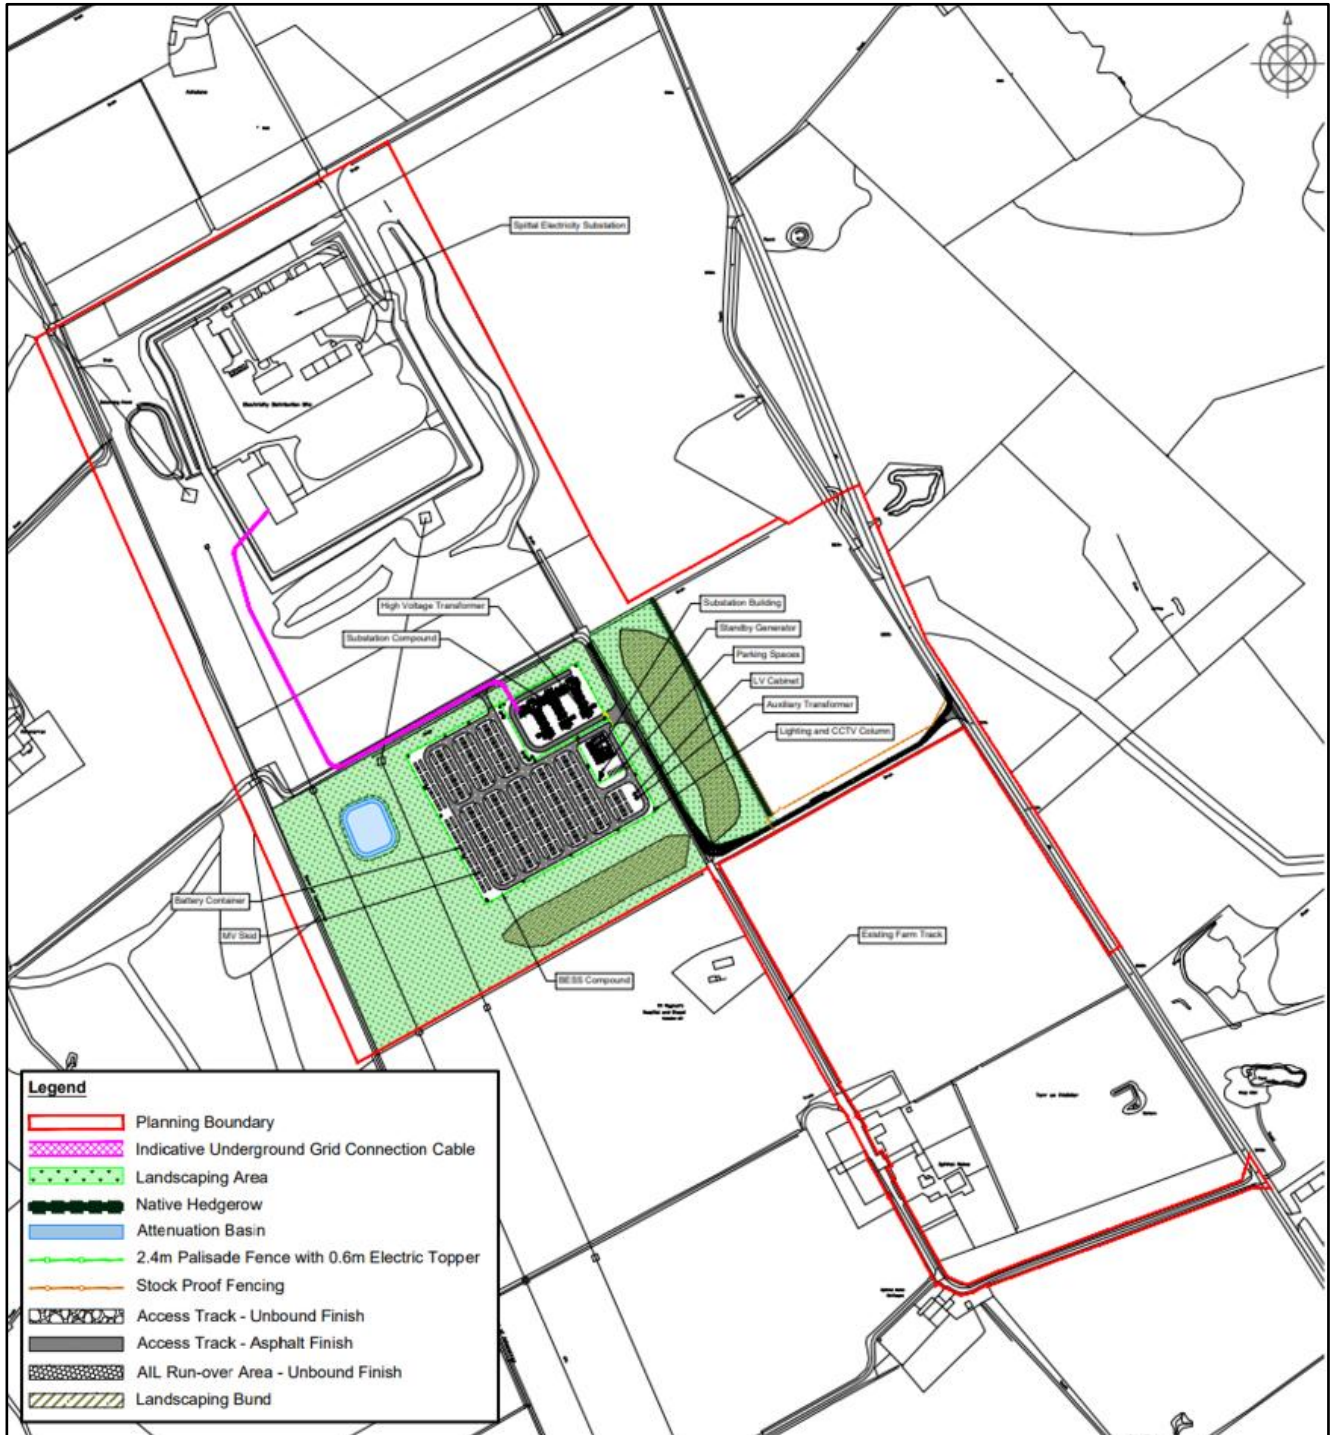 Spittal Electricity Substation
Electricity Distribution Site
High Voltage Transformer
Substation Compound
Substation Building
Standby Generator
Parking Spaces
LV Cabinet
Auxiliary Transformer
Lighting and CCTV Column
Battery Container
MV Skid
BESS Compound
Existing Farm Track
Legend
Planning Boundary
Indicative Underground Grid Connection Cable
Landscaping Area
Native Hedgerow
Attenuation Basin
2.4m Palisade Fence with 0.6m Electric Topper
Stock Proof Fencing
Access Track - Unbound Finish
Access Track - Asphalt Finish
AIL Run-over Area - Unbound Finish
Landscaping Bund